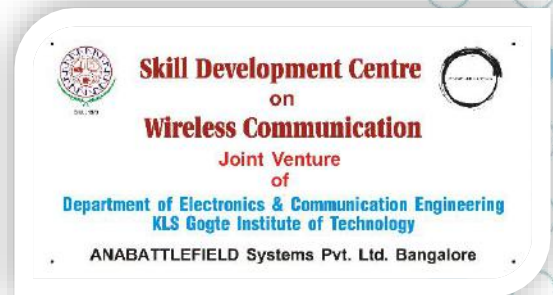 Skill Development Centre
on
Wireless Communication
Joint Venture
of
Department of Electronics & Communication Engineering
KLS Gogte Institute of Technology
ANABATTLEFIELD Systems Pvt. Ltd. Bangalore